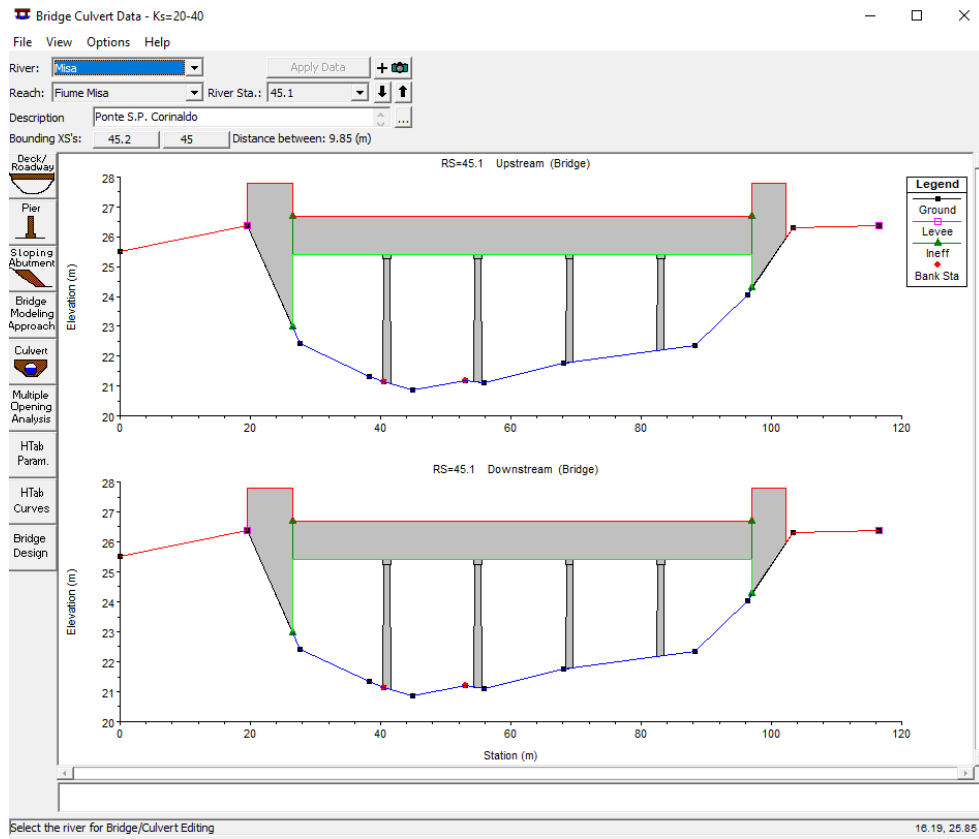 Bridge Culvert Data - Ks=20-40
File View Options Help
River: Misa Apply Data +
Reach: Fiume Misa River Sta.: 45.1
Description Ponte S.P. Corinaldo ...
Bounding XS's: 45.2 45 Distance between: 9.85 (m)
Deck/
Roadway
Pier
Sloping
Abutment
Bridge
Modeling
Approach
Culvert
Multiple
Opening
Analysis
HTab
Param.
HTab
Curves
Bridge
Design
RS=45.1 Upstream (Bridge)
Elevation (m)
28
27
26
25
24
23
22
21
20
0 20 40 60 80 100 120
Legend
Ground
Levee
Ineff
Bank Sta
RS=45.1 Downstream (Bridge)
Elevation (m)
28
27
26
25
24
23
22
21
20
0 20 40 60 80 100 120
Station (m)
Select the river for Bridge/Culvert Editing
16.19, 25.85